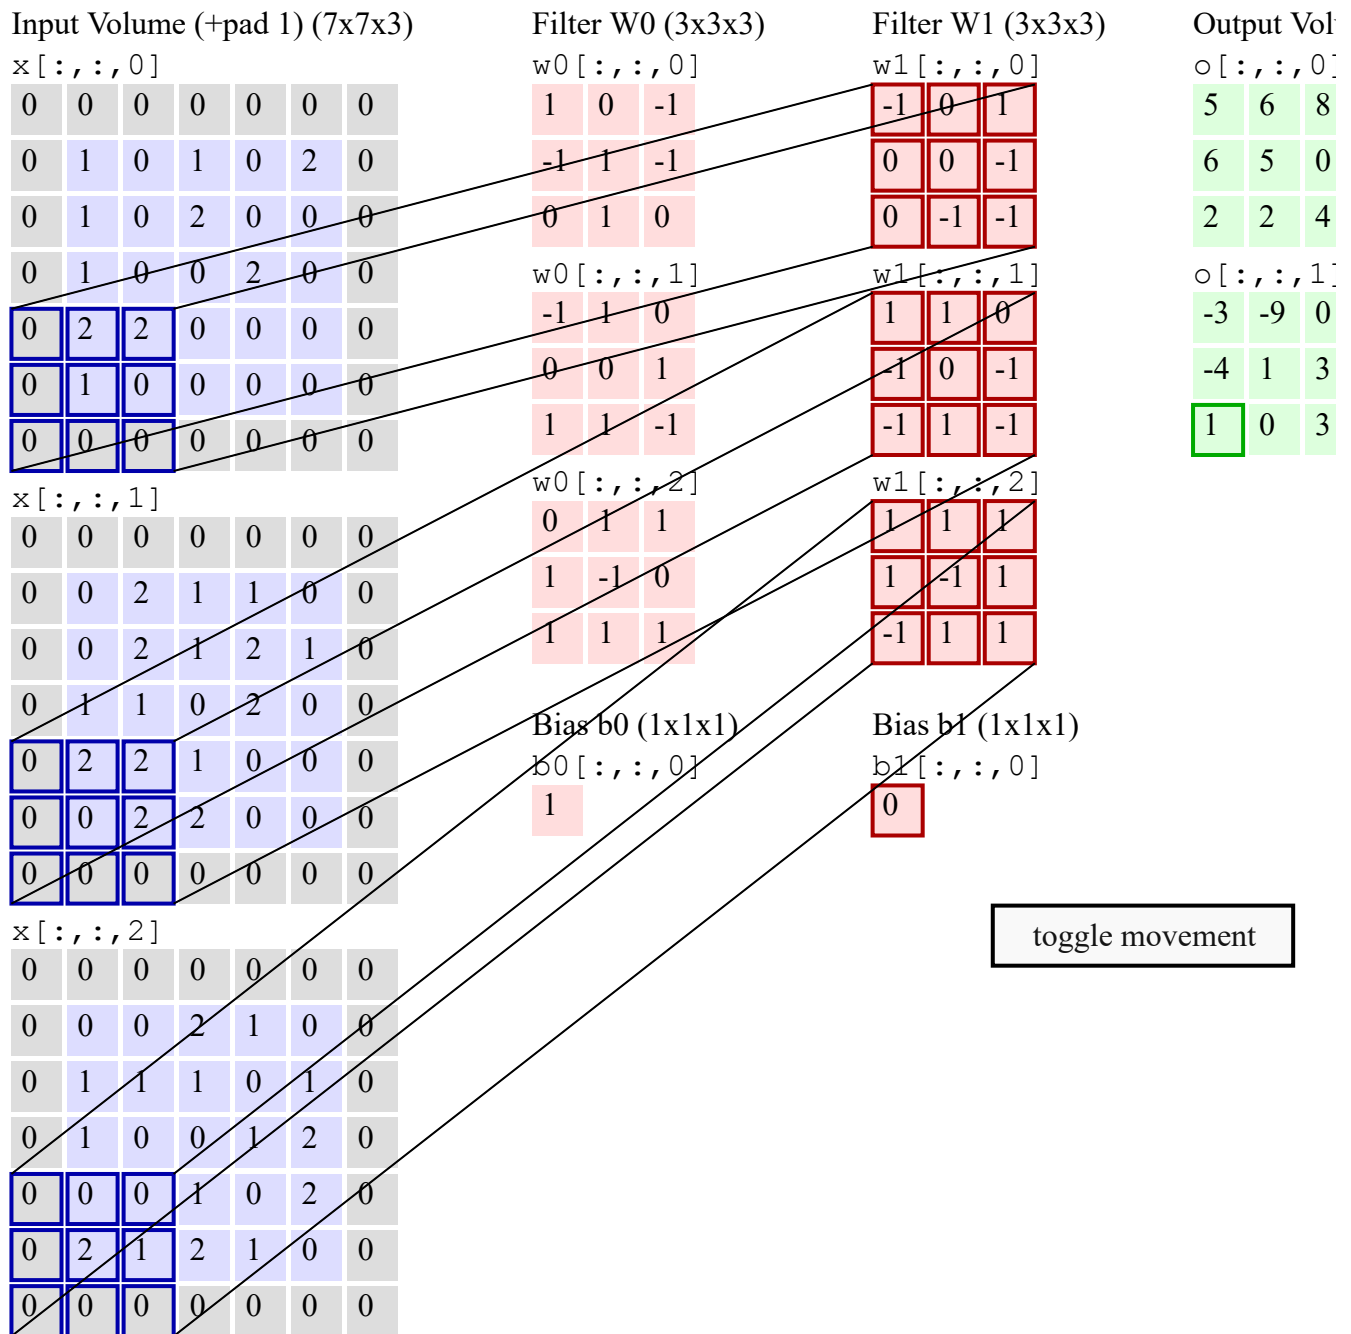 Input Volume (+pad 1) (7x7x3)
x[:,:,0]
0 0 0 0 0 0 0
0 1 0 1 0 2 0
0 1 0 2 0 0 0
0 1 0 0 2 0 0
0 2 2 0 0 0 0
0 1 0 0 0 0 0
0 0 0 0 0 0 0
x[:,:,1]
0 0 0 0 0 0 0
0 0 2 1 1 0 0
0 0 2 1 2 1 0
0 1 1 0 2 0 0
0 2 2 1 0 0 0
0 0 2 2 0 0 0
0 0 0 0 0 0 0
x[:,:,2]
0 0 0 0 0 0 0
0 0 0 2 1 0 0
0 1 1 1 0 1 0
0 1 0 0 1 2 0
0 0 0 1 0 2 0
0 2 1 2 1 0 0
0 0 0 0 0 0 0
Filter W0 (3x3x3)
w0[:,:,0]
1 0 -1
-1 1 -1
0 1 0
w0[:,:,1]
-1 1 0
0 0 1
1 1 -1
w0[:,:,2]
0 1 1
1 -1 0
1 1 1
Bias b0 (1x1x1)
b0[:,:,0]
1
Filter W1 (3x3x3)
w1[:,:,0]
-1 0 1
0 0 -1
0 -1 -1
w1[:,:,1]
1 1 0
-1 0 -1
-1 1 -1
w1[:,:,2]
1 1 1
1 -1 1
-1 1 1
Bias b1 (1x1x1)
b1[:,:,0]
0
Output Vol
o[:,:,0]
5 6 8
6 5 0
2 2 4
o[:,:,1]
-3 -9 0
-4 1 3
1 0 3
toggle movement